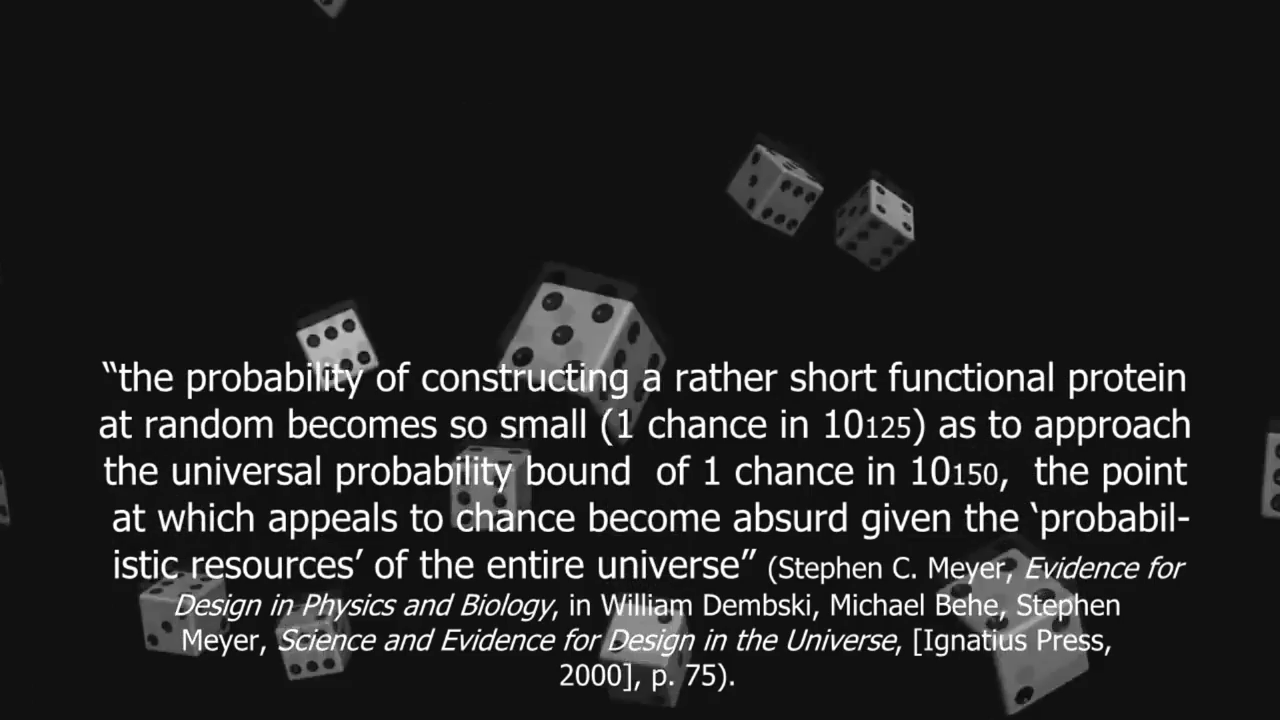 “the probability of constructing a rather short functional protein
at random becomes so small (1 chance in 10125) as to approach
the universal probability bound  of 1 chance in 10150,  the point
at which appeals to chance become absurd given the ‘probabil-
istic resources’ of the entire universe” (Stephen C. Meyer, Evidence for
Design in Physics and Biology, in William Dembski, Michael Behe, Stephen
Meyer, Science and Evidence for Design in the Universe, [Ignatius Press,
2000], p. 75).